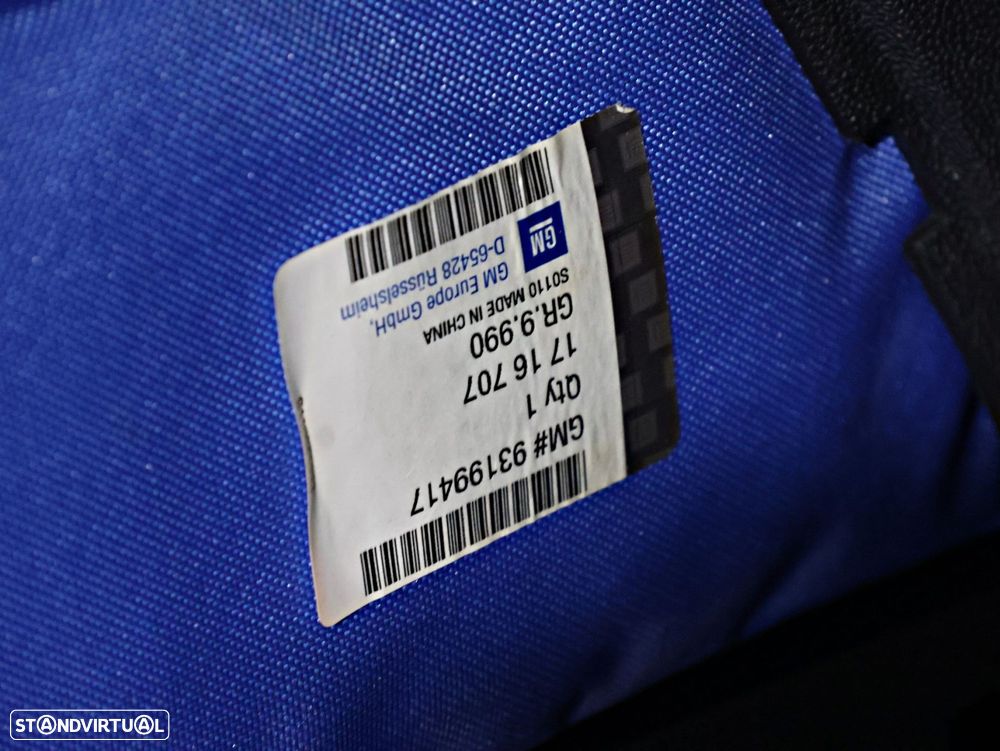 GM# 93199417
Qty 1
17 16 707
GR.9.990
S0110 MADE IN CHINA
GM Europe GmbH,
D-65428 Rüsselsheim
GM
STANDVIRTUAL